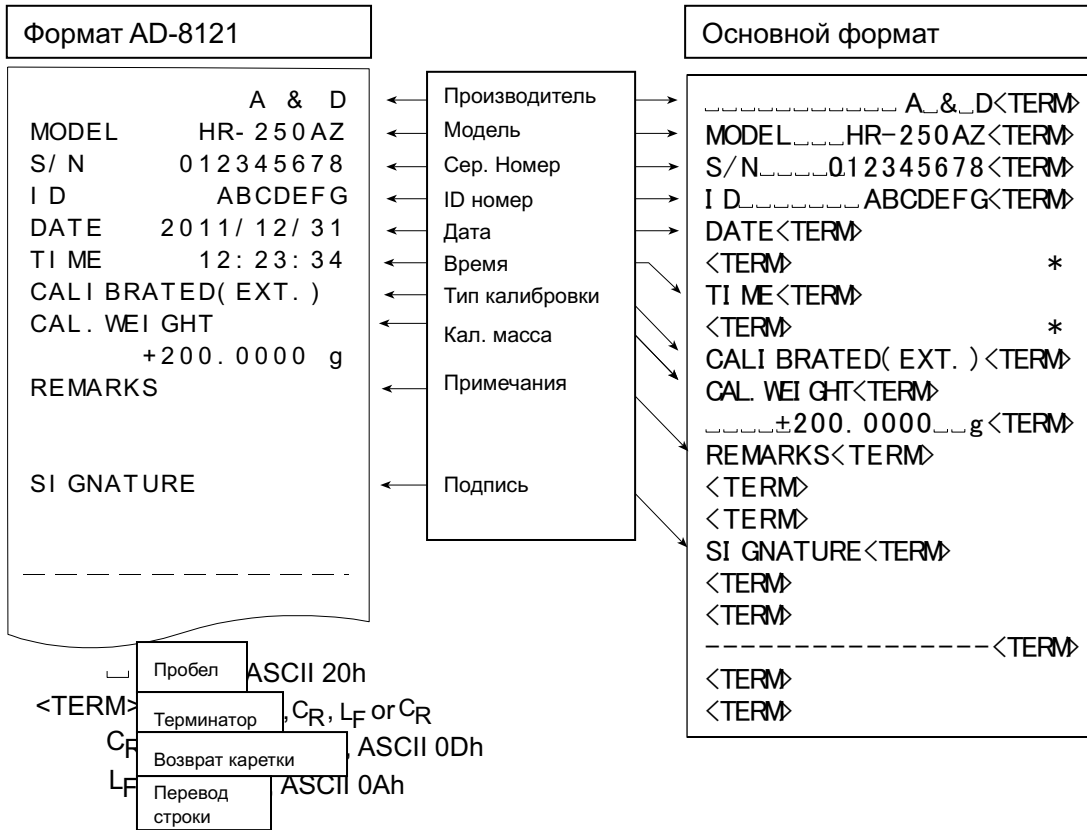 Формат AD-8121
A & D
MODEL HR-250AZ
S/N 012345678
ID ABCDEFG
DATE 2011/12/31
TIME 12:23:34
CALIBRATED(EXT.)
CAL.WEIGHT
+200.0000 g
REMARKS
SIGNATURE
Производитель
Модель
Сер. Номер
ID номер
Дата
Время
Тип калибровки
Кал. масса
Примечания
Подпись
Основной формат
␣␣␣␣␣␣␣␣␣␣␣A␣&␣D<TERM>
MODEL␣␣␣HR-250AZ<TERM>
S/N␣␣␣␣012345678<TERM>
ID␣␣␣␣␣␣␣ABCDEFG<TERM>
DATE<TERM>
<TERM> *
TIME<TERM>
<TERM> *
CALIBRATED(EXT.)<TERM>
CAL.WEIGHT<TERM>
␣␣␣␣+200.0000␣␣g<TERM>
REMARKS<TERM>
<TERM>
<TERM>
SIGNATURE<TERM>
<TERM>
<TERM>
----------------<TERM>
<TERM>
<TERM>
␣ Пробел ASCII 20h
<TERM> Терминатор , CR, LF or CR
CR Возврат каретки , ASCII 0Dh
LF Перевод строки , ASCII 0Ah